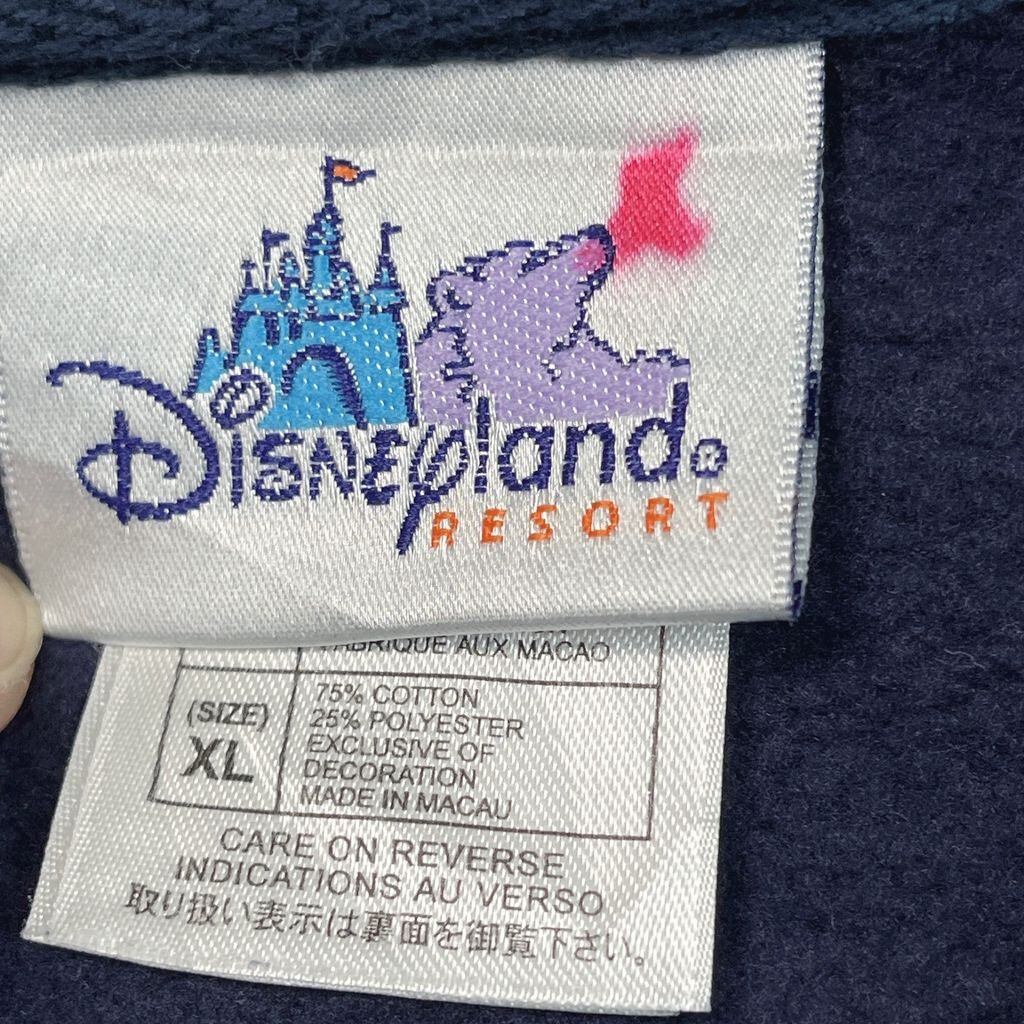 Disneyland®
RESORT
FABRIQUE AUX MACAO
(SIZE)
XL
75% COTTON
25% POLYESTER
EXCLUSIVE OF
DECORATION
MADE IN MACAU
CARE ON REVERSE
INDICATIONS AU VERSO
取り扱い表示は裏面を御覧下さい。